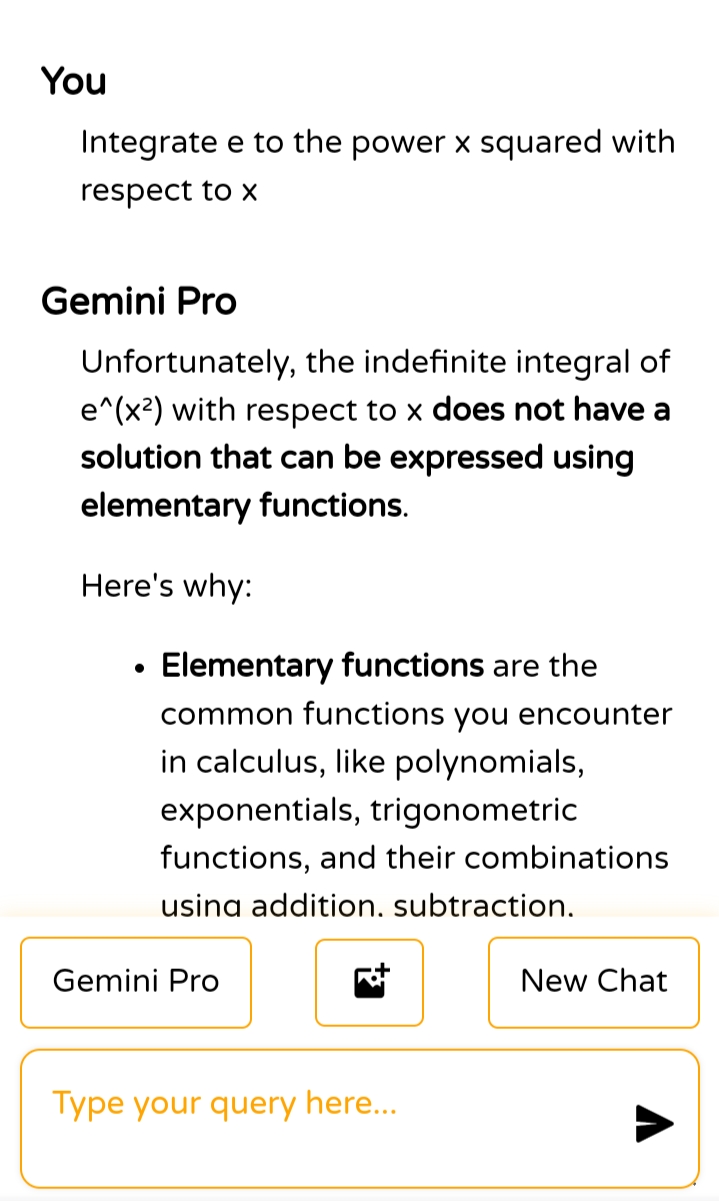 You
Integrate e to the power x squared with
respect to x
Gemini Pro
Unfortunately, the indefinite integral of
e^(x²) with respect to x does not have a
solution that can be expressed using
elementary functions.
Here's why:
• Elementary functions are the
common functions you encounter
in calculus, like polynomials,
exponentials, trigonometric
functions, and their combinations
using addition, subtraction,
Gemini Pro
New Chat
Type your query here...